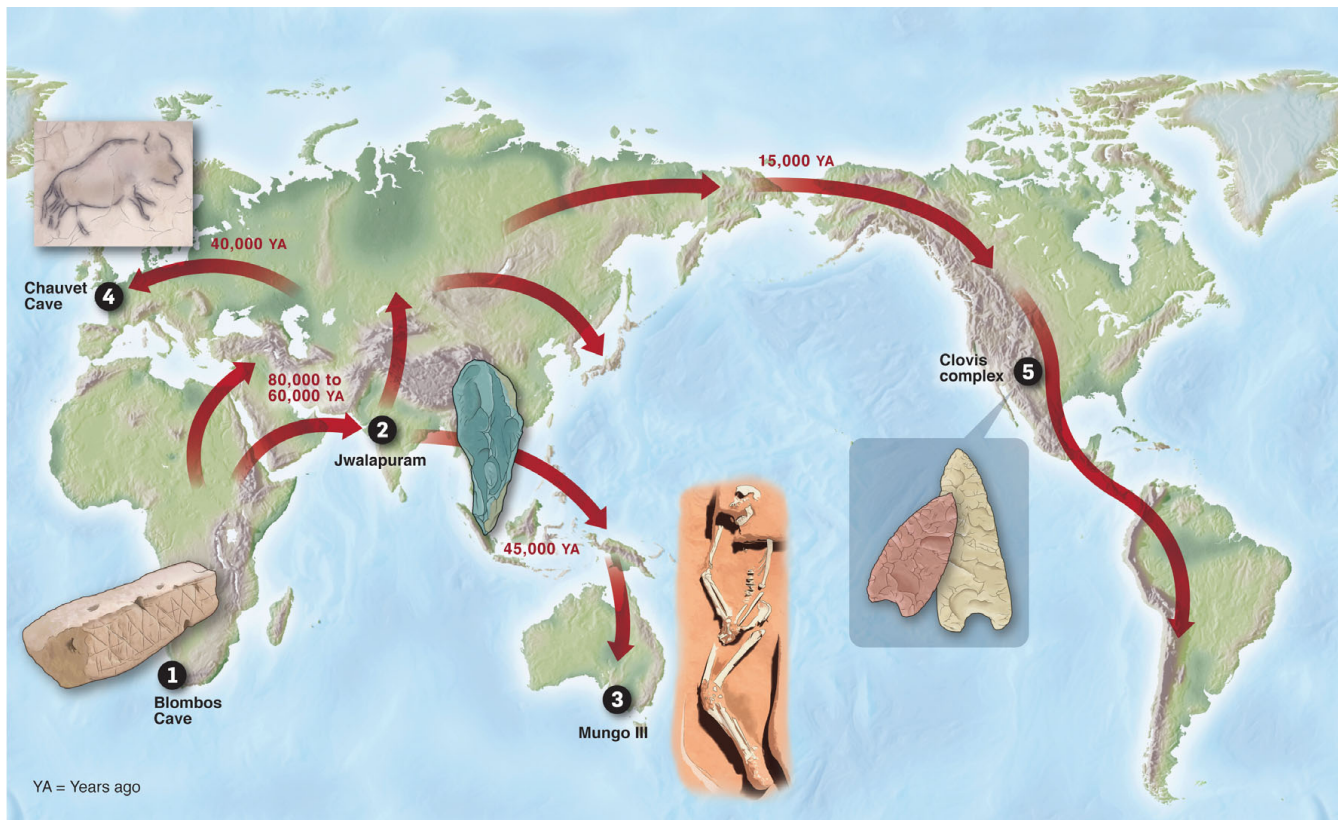 15,000 YA
40,000 YA
Chauvet
Cave
4
80,000 to
60,000 YA
2
Jwalapuram
Clovis
complex
5
45,000 YA
1
Blombos
Cave
3
Mungo III
YA = Years ago